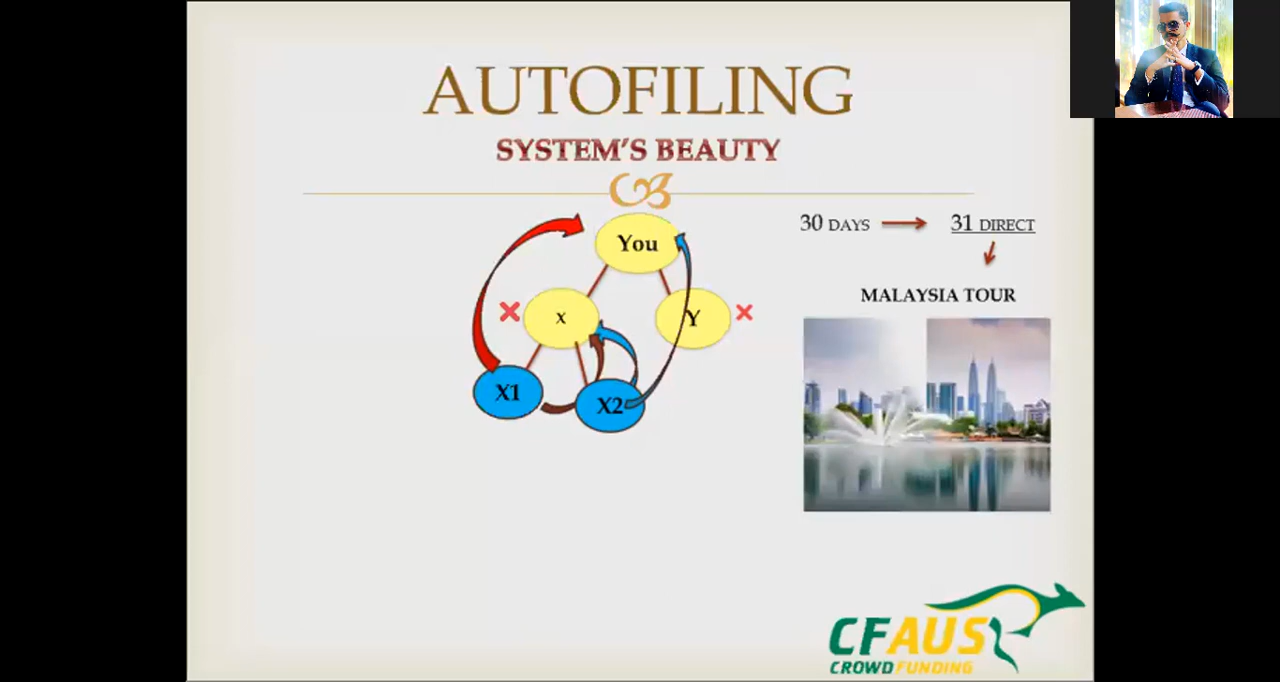 AUTOFILING
SYSTEM'S BEAUTY
30 DAYS
31 DIRECT
MALAYSIA TOUR
You
x
Y
X1
X2
CFAUS
CROWDFUNDING